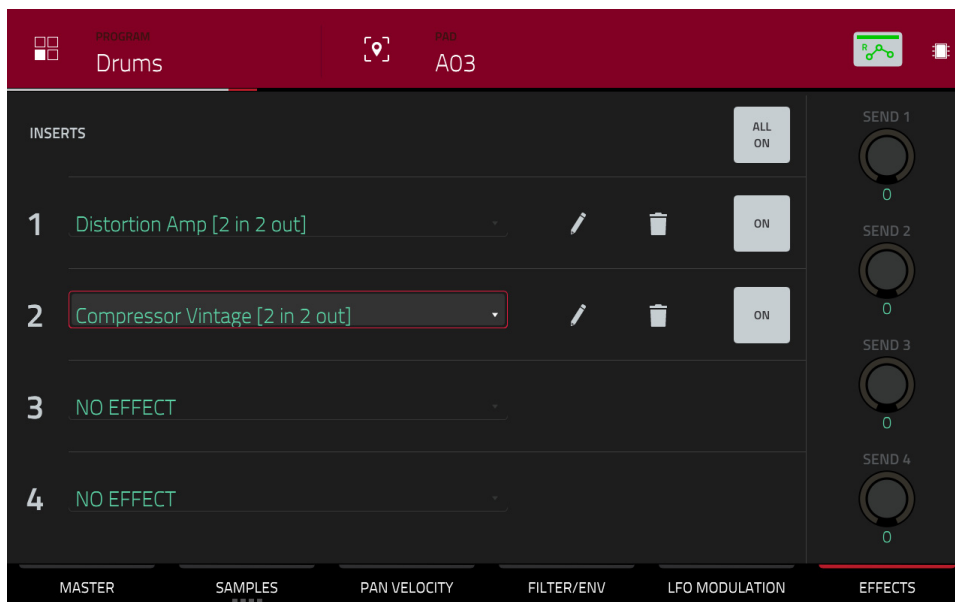 PROGRAM
Drums
PAD
A03
R
INSERTS
ALL
ON
SEND 1
0
1
Distortion Amp [2 in 2 out]
ON
SEND 2
0
2
Compressor Vintage [2 in 2 out]
ON
SEND 3
0
3
NO EFFECT
SEND 4
0
4
NO EFFECT
MASTER
SAMPLES
PAN VELOCITY
FILTER/ENV
LFO MODULATION
EFFECTS